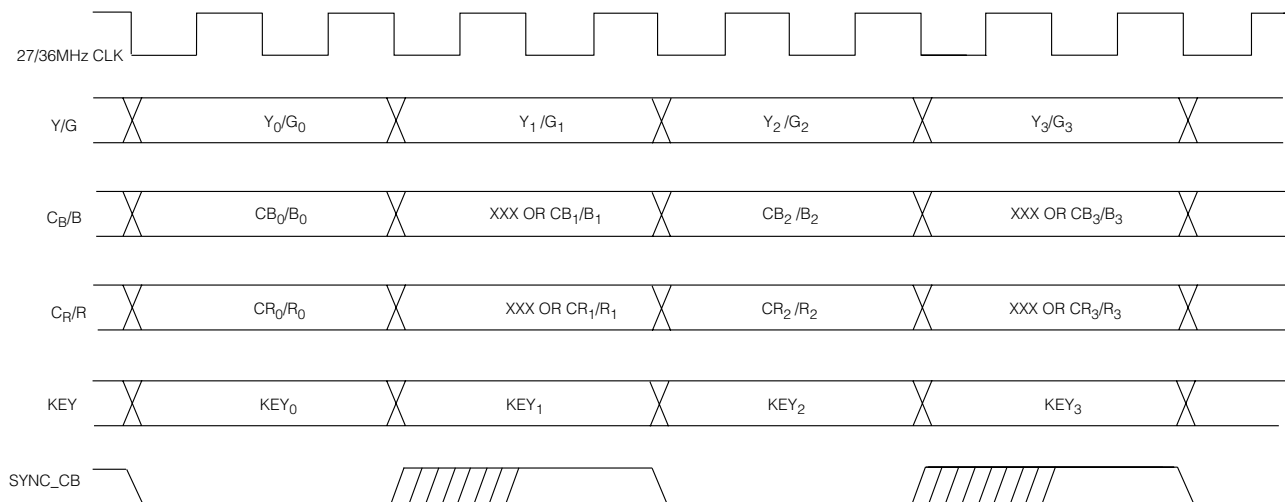 27/36MHz CLK
Y/G Y₀/G₀ Y₁/G₁ Y₂/G₂ Y₃/G₃
C_B/B CB₀/B₀ XXX OR CB₁/B₁ CB₂/B₂ XXX OR CB₃/B₃
C_R/R CR₀/R₀ XXX OR CR₁/R₁ CR₂/R₂ XXX OR CR₃/R₃
KEY KEY₀ KEY₁ KEY₂ KEY₃
SYNC_CB